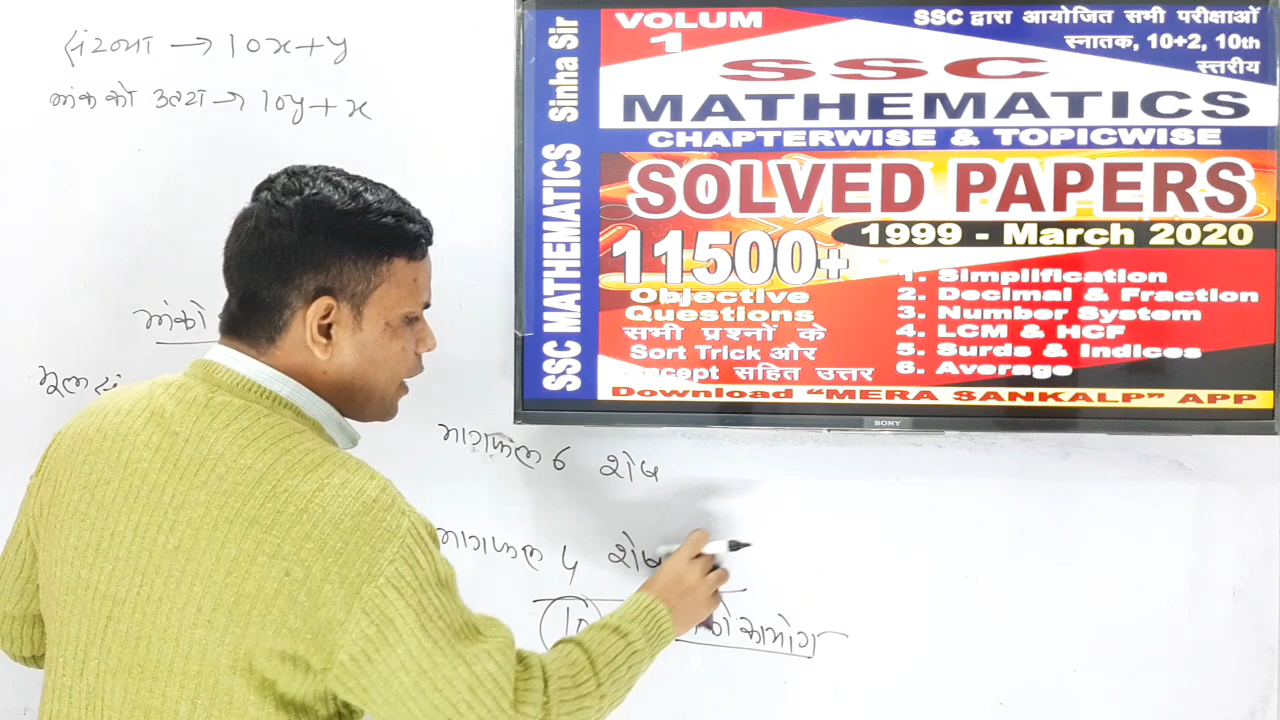 संख्या → 10x+y
अंक को उलटा → 10y+x
अंको
मूल सं
भागफल 6 शेष
भागफल 4 शेष
10
का योग
SSC MATHEMATICS Sinha Sir
VOLUM
1
SSC द्वारा आयोजित सभी परीक्षाओं
स्नातक, 10+2, 10th
स्तरीय
SSC
MATHEMATICS
CHAPTERWISE & TOPICWISE
SOLVED PAPERS
1999 - March 2020
11500+
Objective
Questions
सभी प्रश्नों के
Sort Trick और
ncept सहित उत्तर
1. Simplification
2. Decimal & Fraction
3. Number System
4. LCM & HCF
5. Surds & Indices
6. Average
Download “MERA SANKALP” APP
SONY